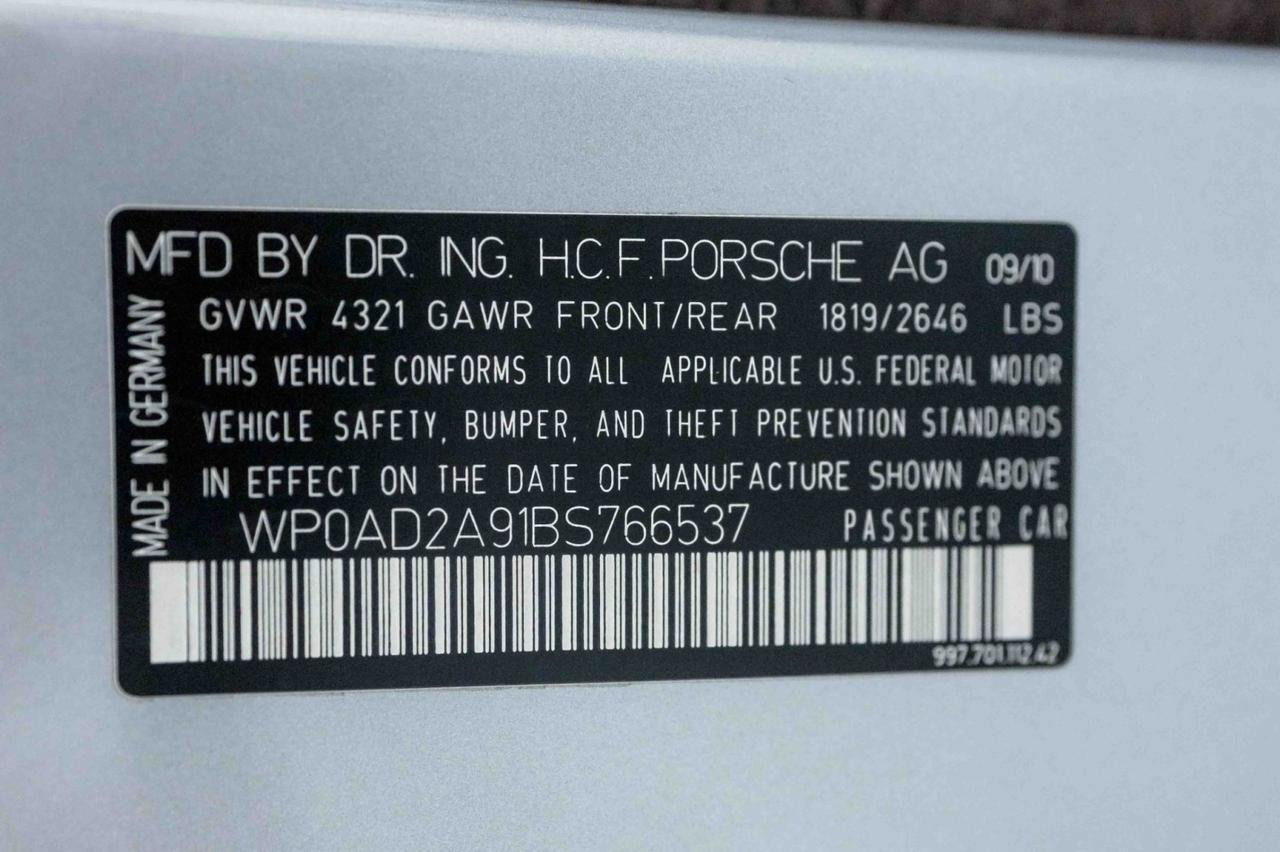 MFD BY DR. ING. H.C.F. PORSCHE AG 09/10
GVWR 4321 GAWR FRONT/REAR 1819/2646 LBS
THIS VEHICLE CONFORMS TO ALL APPLICABLE U.S. FEDERAL MOTOR
VEHICLE SAFETY, BUMPER, AND THEFT PREVENTION STANDARDS
IN EFFECT ON THE DATE OF MANUFACTURE SHOWN ABOVE
WP0AD2A91BS766537 PASSENGER CAR
997.701.112.42
MADE IN GERMANY